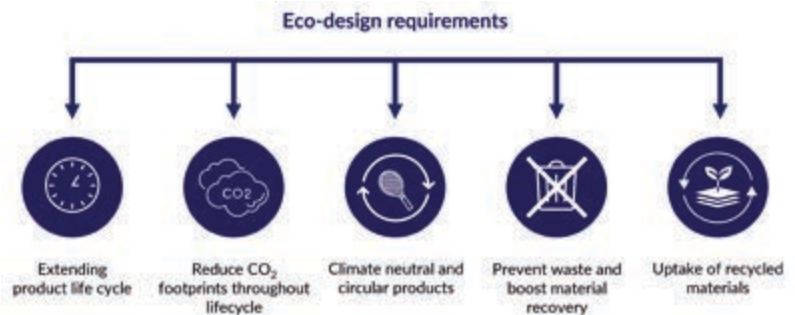 Eco-design requirements
CO2
Extending
product life cycle
Reduce CO₂
footprints throughout
lifecycle
Climate neutral and
circular products
Prevent waste and
boost material
recovery
Uptake of recycled
materials